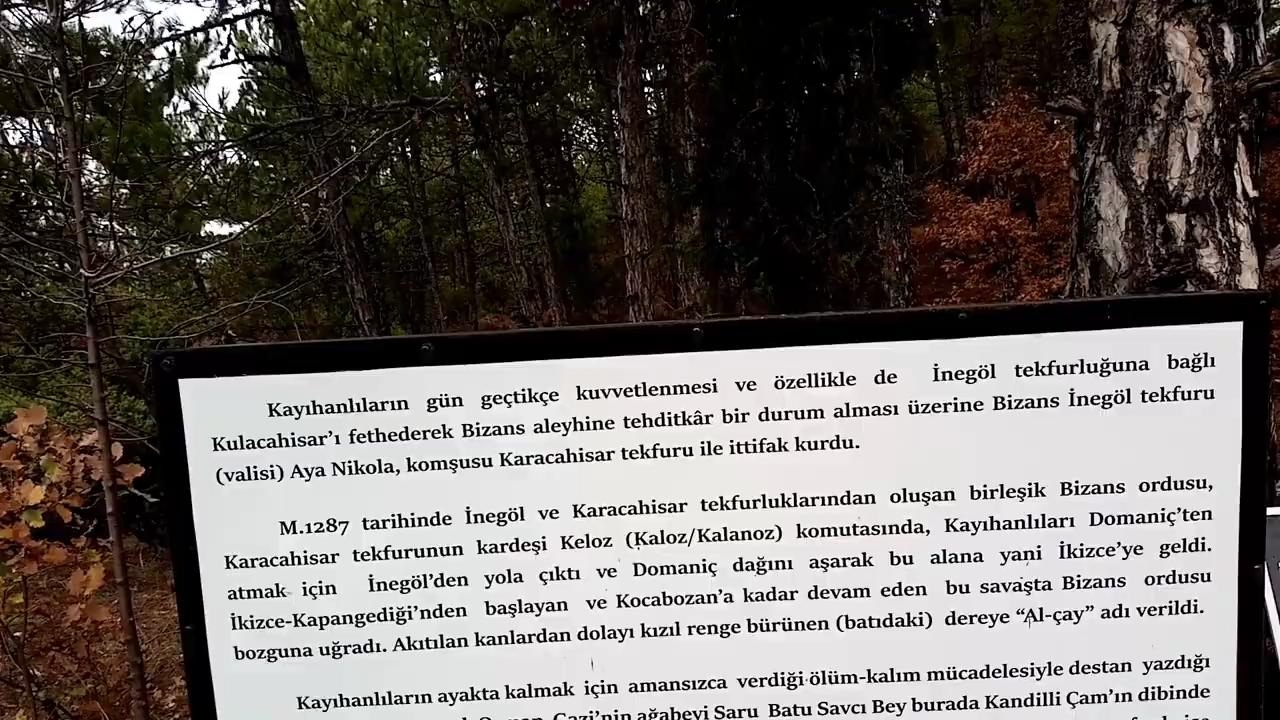 Kayıhanlıların gün geçtikçe kuvvetlenmesi ve özellikle de İnegöl tekfurluğuna bağlı
Kulacahisar’ı fethederek Bizans aleyhine tehditkâr bir durum alması üzerine Bizans İnegöl tekfuru
(valisi) Aya Nikola, komşusu Karacahisar tekfuru ile ittifak kurdu.
M.1287 tarihinde İnegöl ve Karacahisar tekfurluklarından oluşan birleşik Bizans ordusu,
Karacahisar tekfurunun kardeşi Keloz (Kaloz/Kalanoz) komutasında, Kayıhanlıları Domaniç’ten
atmak için İnegöl’den yola çıktı ve Domaniç dağını aşarak bu alana yani İkizce’ye geldi.
İkizce-Kapangediği’nden başlayan ve Kocabozan’a kadar devam eden bu savaşta Bizans ordusu
bozguna uğradı. Akıtılan kanlardan dolayı kızıl renge bürünen (batıdaki) dereye “Al-çay” adı verildi.
Kayıhanlıların ayakta kalmak için amansızca verdiği ölüm-kalım mücadelesiyle destan yazdığı
Gazi’nin ağabeyi Saru Batu Savcı Bey burada Kandilli Çam’ın dibinde